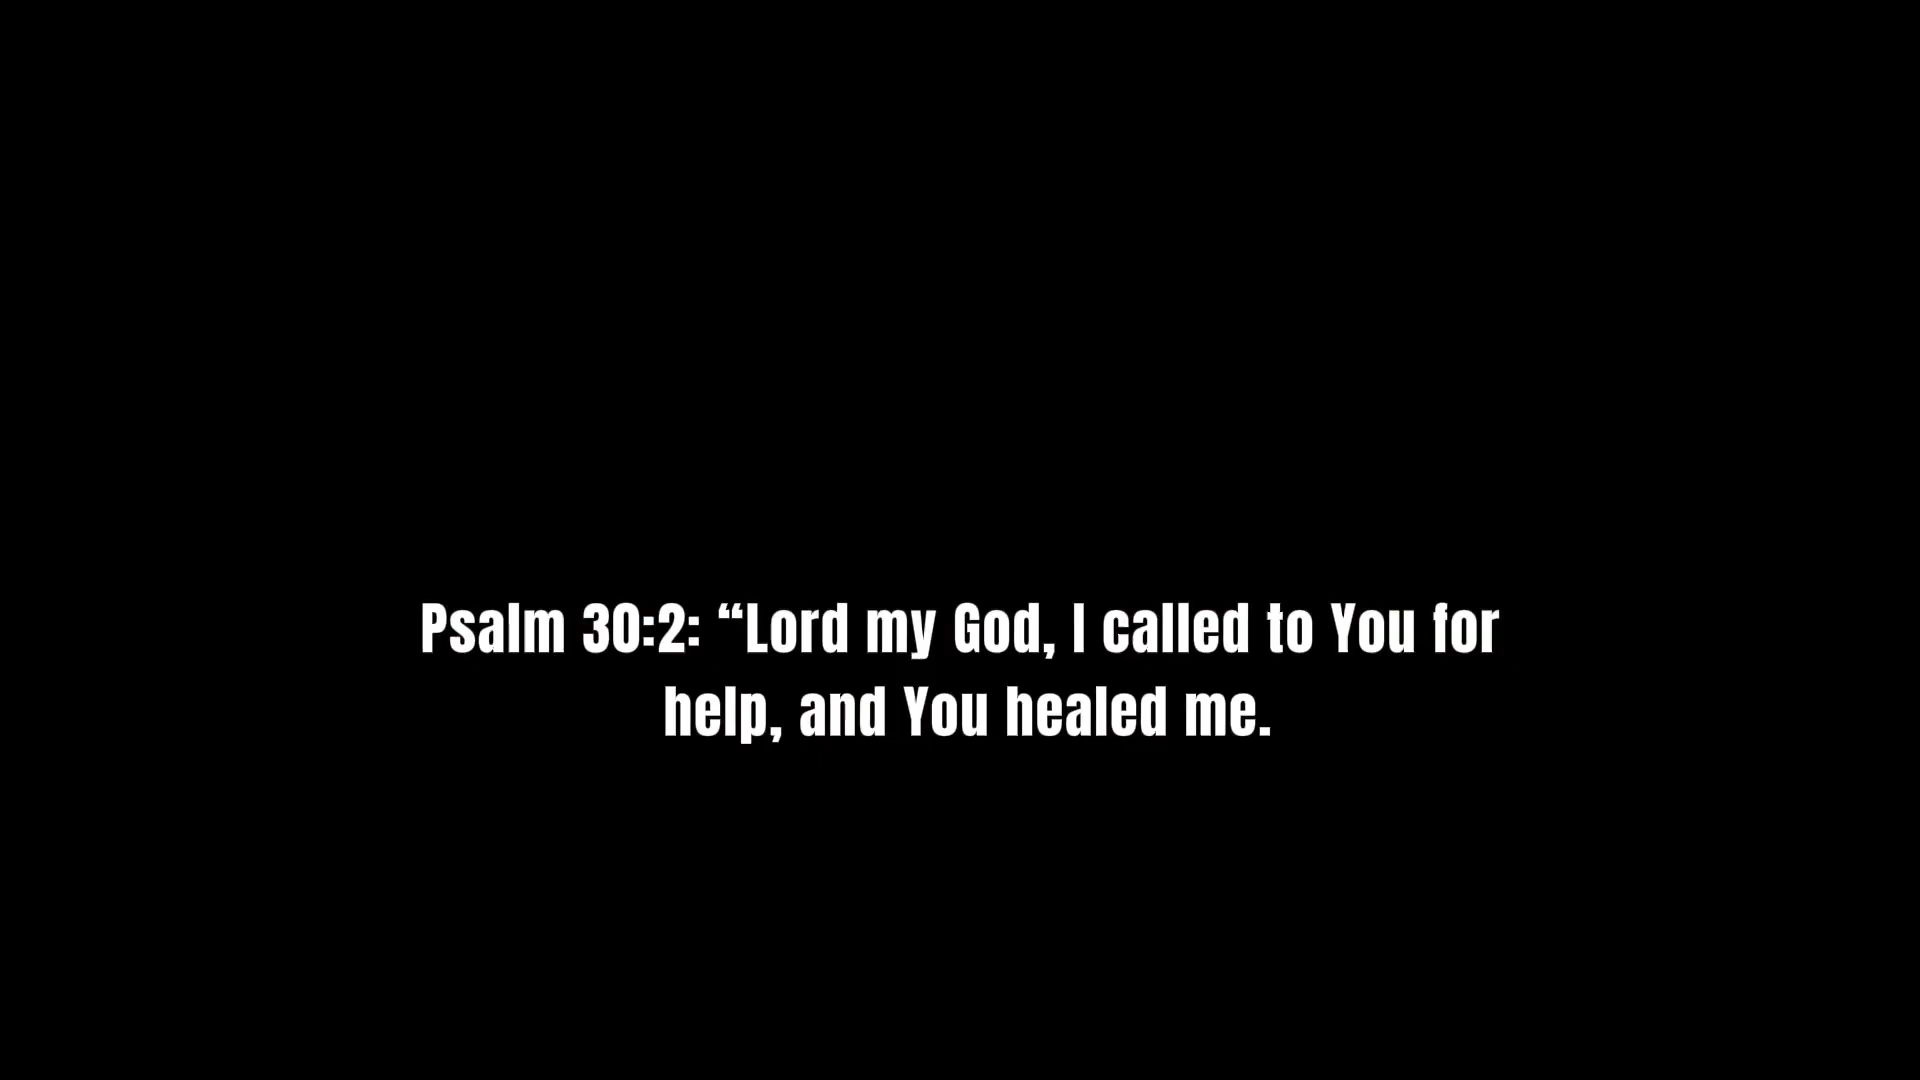 Psalm 30:2: “Lord my God, I called to You for
help, and You healed me.